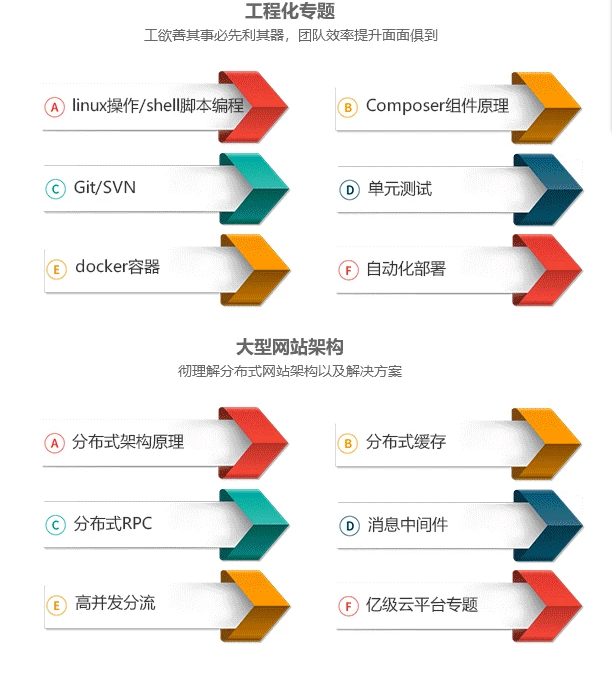 工程化专题
工欲善其事必先利其器，团队效率提升面面俱到
A linux操作/shell脚本编程
B Composer组件原理
C Git/SVN
D 单元测试
E docker容器
F 自动化部署
大型网站架构
彻理解分布式网站架构以及解决方案
A 分布式架构原理
B 分布式缓存
C 分布式RPC
D 消息中间件
E 高并发分流
F 亿级云平台专题